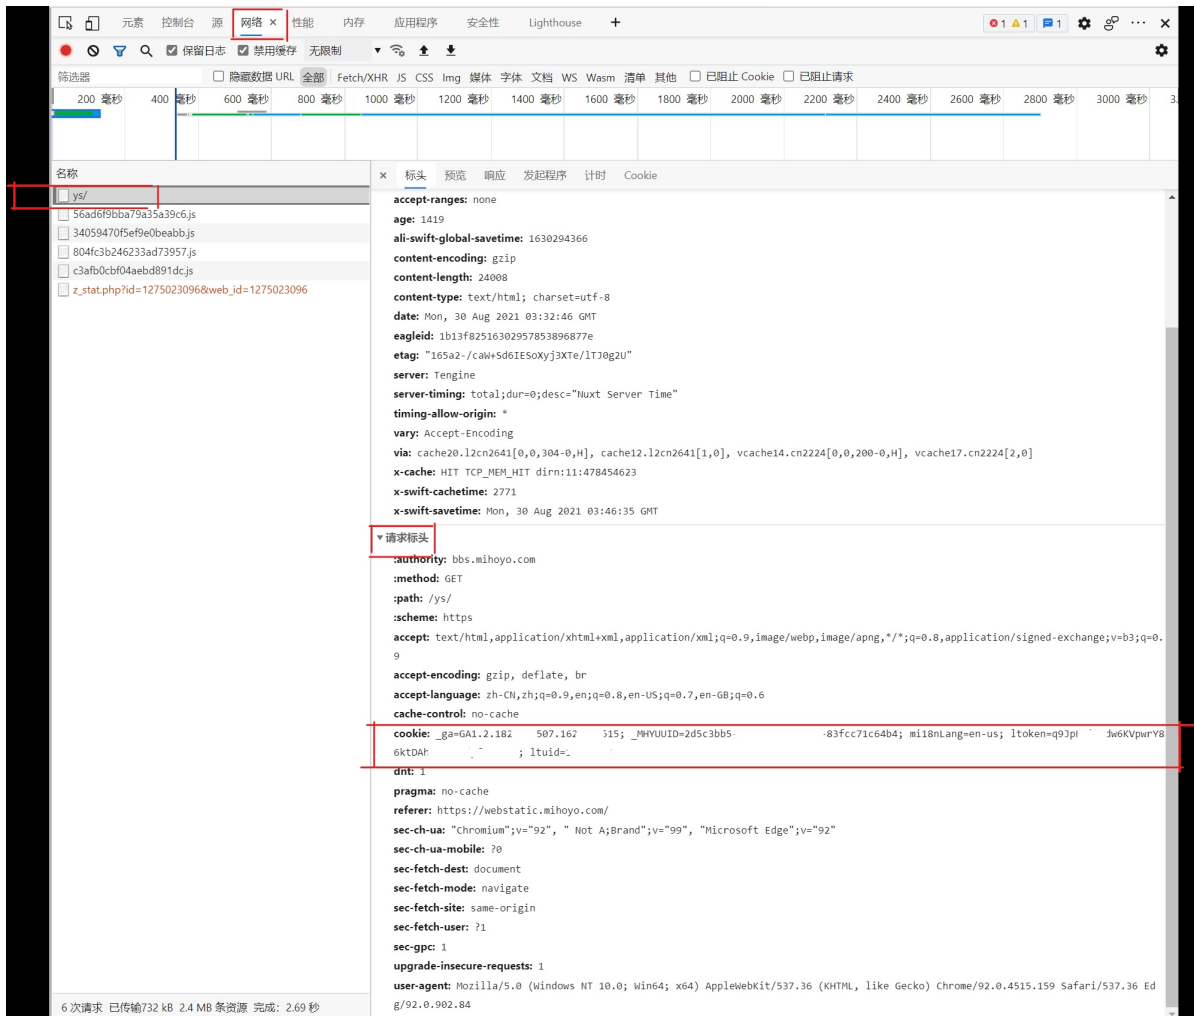 元素 控制台 源 网络 × 性能 内存 应用程序 安全性 Lighthouse + 1 1 1 ··· ×
保留日志 禁用缓存 无限制
筛选器 隐藏数据 URL 全部 Fetch/XHR JS CSS Img 媒体 字体 文档 WS Wasm 清单 其他 已阻止 Cookie 已阻止请求
200 毫秒 400 毫秒 600 毫秒 800 毫秒 1000 毫秒 1200 毫秒 1400 毫秒 1600 毫秒 1800 毫秒 2000 毫秒 2200 毫秒 2400 毫秒 2600 毫秒 2800 毫秒 3000 毫秒
名称
ys/
56ad6f9bba79a35a39c6.js
34059470f5ef9e0beabb.js
804fc3b246233ad73957.js
c3afb0cbf04aebd891dc.js
z_stat.php?id=1275023096&web_id=1275023096
× 标头 预览 响应 发起程序 计时 Cookie
accept-ranges: none
age: 1419
ali-swift-global-savetime: 1630294366
content-encoding: gzip
content-length: 24008
content-type: text/html; charset=utf-8
date: Mon, 30 Aug 2021 03:32:46 GMT
eagleid: 1b13f82516302957853896877e
etag: "165a2-/caW+Sd6IESoXyj3XTe/lTJ0g2U"
server: Tengine
server-timing: total;dur=0;desc="Nuxt Server Time"
timing-allow-origin: *
vary: Accept-Encoding
via: cache20.l2cn2641[0,0,304-0,H], cache12.l2cn2641[1,0], vcache14.cn2224[0,0,200-0,H], vcache17.cn2224[2,0]
x-cache: HIT TCP_MEM_HIT dirn:11:478454623
x-swift-cachetime: 2771
x-swift-savetime: Mon, 30 Aug 2021 03:46:35 GMT
▼请求标头
:authority: bbs.mihoyo.com
:method: GET
:path: /ys/
:scheme: https
accept: text/html,application/xhtml+xml,application/xml;q=0.9,image/webp,image/apng,*/*;q=0.8,application/signed-exchange;v=b3;q=0.
9
accept-encoding: gzip, deflate, br
accept-language: zh-CN,zh;q=0.9,en;q=0.8,en-US;q=0.7,en-GB;q=0.6
cache-control: no-cache
cookie: _ga=GA1.2.182 507.162 515; _MHYUUID=2d5c3bb5- -83fcc71c64b4; mi18nLang=en-us; ltoken=q9Jp dw6KVpwrY8
6ktDAh ; ltuid=
dnt: 1
pragma: no-cache
referer: https://webstatic.mihoyo.com/
sec-ch-ua: "Chromium";v="92", " Not A;Brand";v="99", "Microsoft Edge";v="92"
sec-ch-ua-mobile: ?0
sec-fetch-dest: document
sec-fetch-mode: navigate
sec-fetch-site: same-origin
sec-fetch-user: ?1
sec-gpc: 1
upgrade-insecure-requests: 1
user-agent: Mozilla/5.0 (Windows NT 10.0; Win64; x64) AppleWebKit/537.36 (KHTML, like Gecko) Chrome/92.0.4515.159 Safari/537.36 Ed
g/92.0.902.84
6 次请求 已传输732 kB 2.4 MB 条资源 完成: 2.69 秒